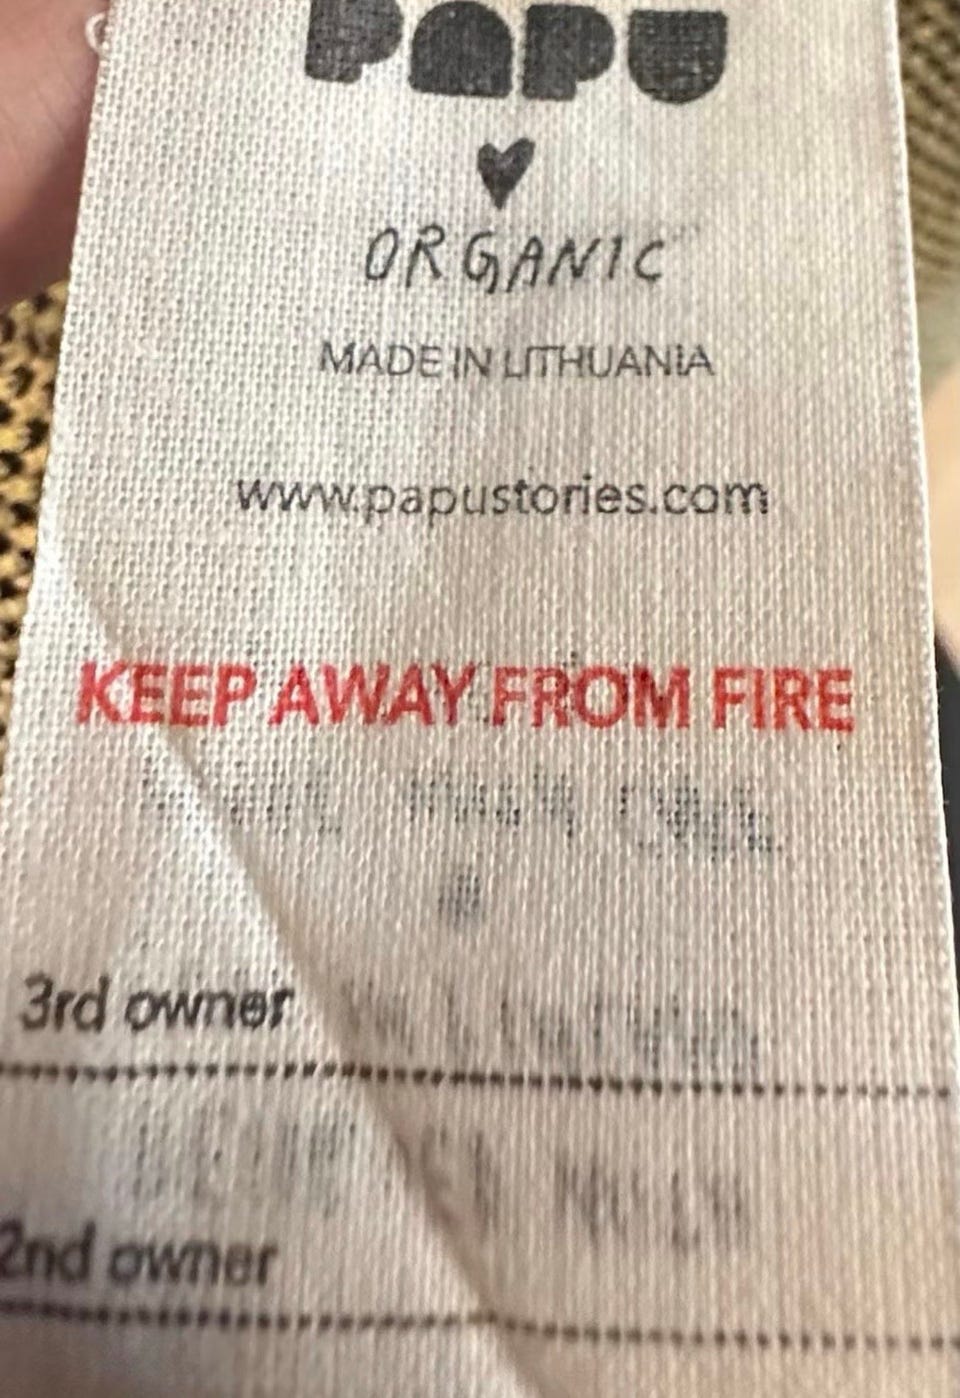 PAPU
ORGANIC
MADE IN LITHUANIA
www.papustories.com
KEEP AWAY FROM FIRE
3rd owner
2nd owner